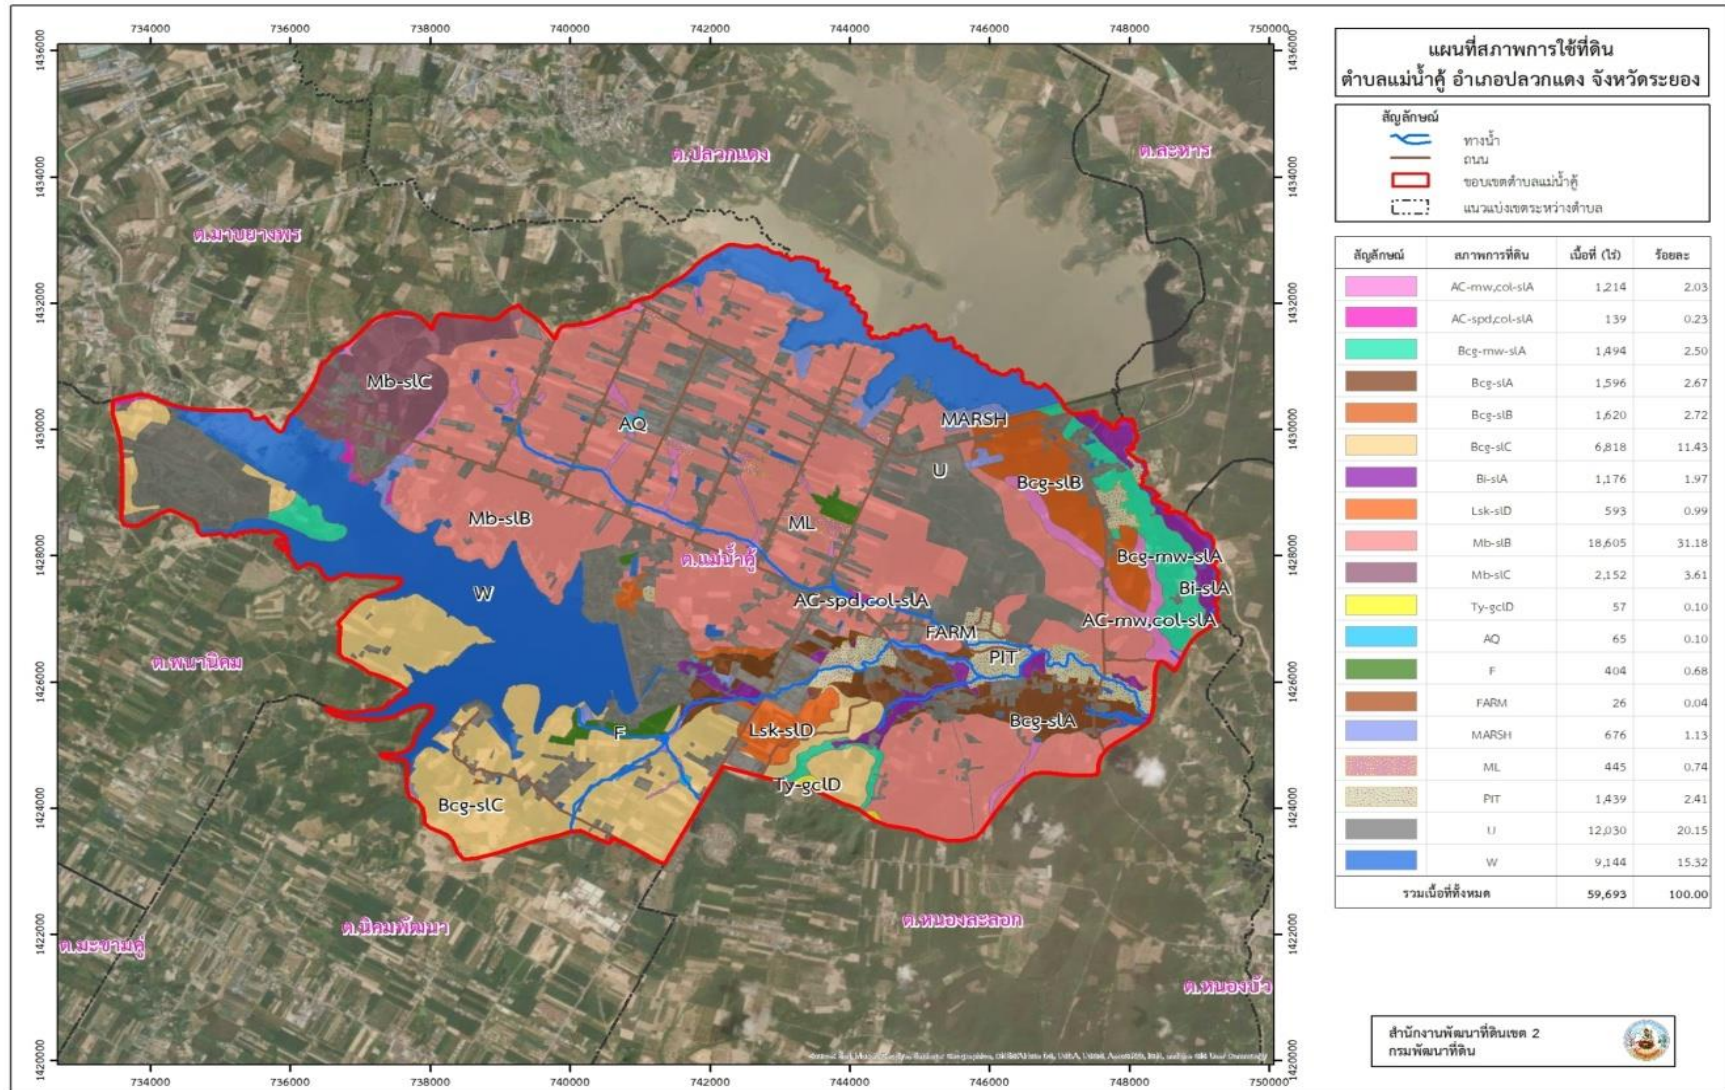 734000 736000 738000 740000 742000 744000 746000 748000 750000
1436000 1436000
1434000 1434000
1432000 1432000
1430000 1430000
1428000 1428000
1426000 1426000
1424000 1424000
1422000 1422000
1420000 1420000
ต.ปลวกแดง
ต.ละหาร
ต.มาบยางพร
Mb-slC
AQ
MARSH
U
Bcg-slB
Mb-slB
ML
ต.แม่น้ำคู้
Bcg-mw-slA
Bi-slA
W
AC-spd,col-slA
AC-mw,col-slA
FARM
PIT
ต.พนานิคม
Bcg-slA
F
Lsk-slD
Ty-gclD
Bcg-slC
ต.นิคมพัฒนา
ต.หนองละลอก
ต.มะขามคู่
ต.หนองบัว
734000 736000 738000 740000 742000 744000 746000 748000 750000
แผนที่สภาพการใช้ที่ดิน
ตำบลแม่น้ำคู้ อำเภอปลวกแดง จังหวัดระยอง
สัญลักษณ์
ทางน้ำ
ถนน
ขอบเขตตำบลแม่น้ำคู้
แนวแบ่งเขตระหว่างตำบล
สัญลักษณ์ สภาพการที่ดิน เนื้อที่ (ไร่) ร้อยละ
AC-mw,col-slA 1,214 2.03
AC-spd,col-slA 139 0.23
Bcg-mw-slA 1,494 2.50
Bcg-slA 1,596 2.67
Bcg-slB 1,620 2.72
Bcg-slC 6,818 11.43
Bi-slA 1,176 1.97
Lsk-slD 593 0.99
Mb-slB 18,605 31.18
Mb-slC 2,152 3.61
Ty-gclD 57 0.10
AQ 65 0.10
F 404 0.68
FARM 26 0.04
MARSH 676 1.13
ML 445 0.74
PIT 1,439 2.41
U 12,030 20.15
W 9,144 15.32
รวมเนื้อที่ทั้งหมด 59,693 100.00
สำนักงานพัฒนาที่ดินเขต 2
กรมพัฒนาที่ดิน